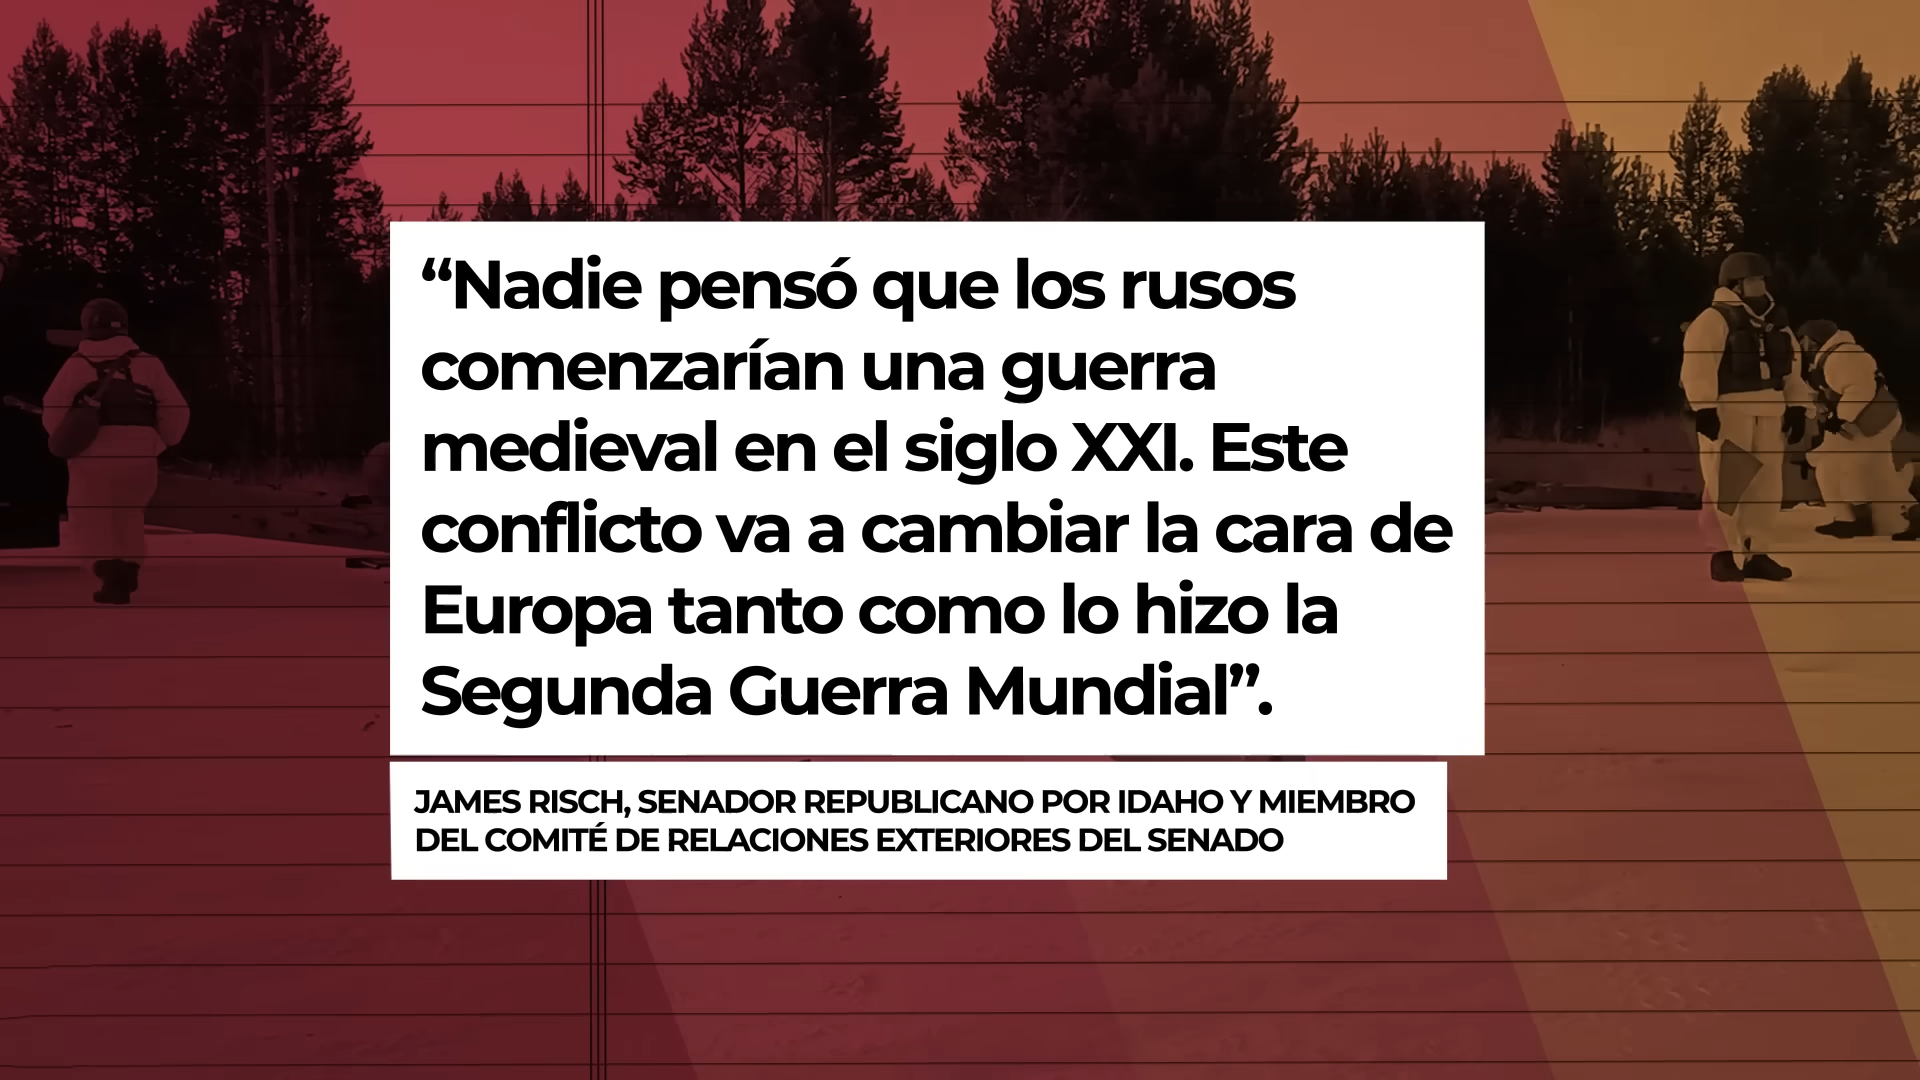 “Nadie pensó que los rusos
comenzarían una guerra
medieval en el siglo XXI. Este
conflicto va a cambiar la cara de
Europa tanto como lo hizo la
Segunda Guerra Mundial”.
JAMES RISCH, SENADOR REPUBLICANO POR IDAHO Y MIEMBRO
DEL COMITÉ DE RELACIONES EXTERIORES DEL SENADO